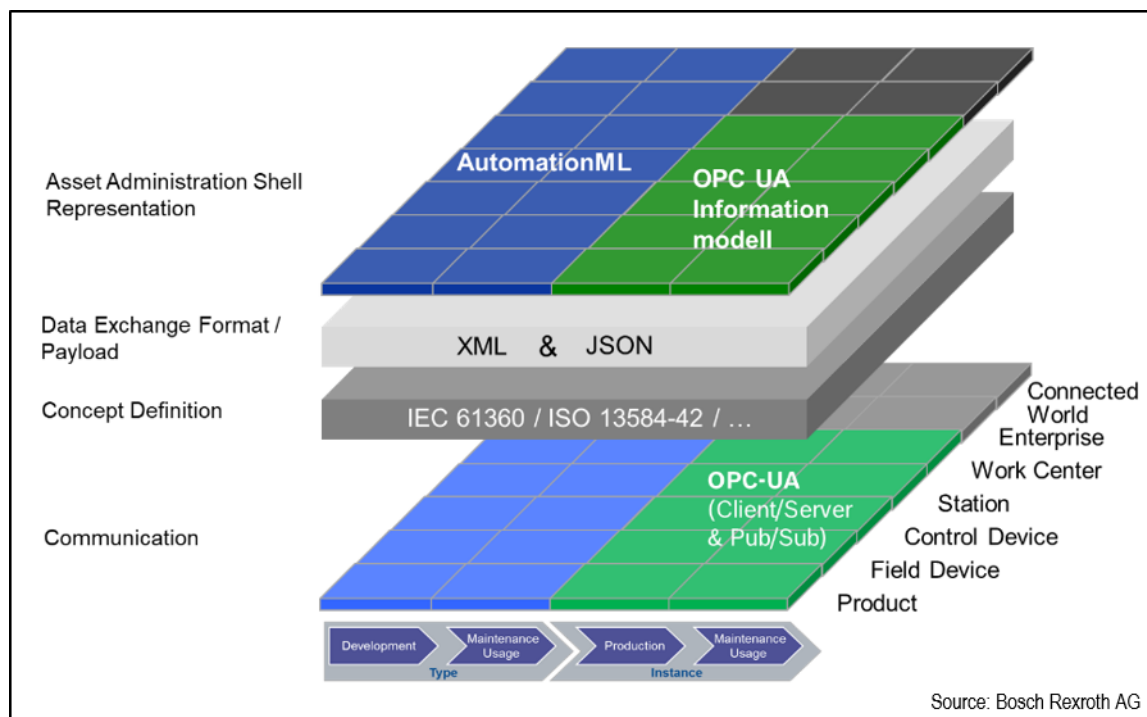 AutomationML
OPC UA
Information
modell
Asset Administration Shell
Representation
Data Exchange Format /
Payload
XML & JSON
Concept Definition
IEC 61360 / ISO 13584-42 / …
Connected
World
Enterprise
Work Center
Station
Control Device
Field Device
Product
OPC-UA
(Client/Server
& Pub/Sub)
Communication
Development
Maintenance
Usage
Production
Maintenance
Usage
Type
Instance
Source: Bosch Rexroth AG